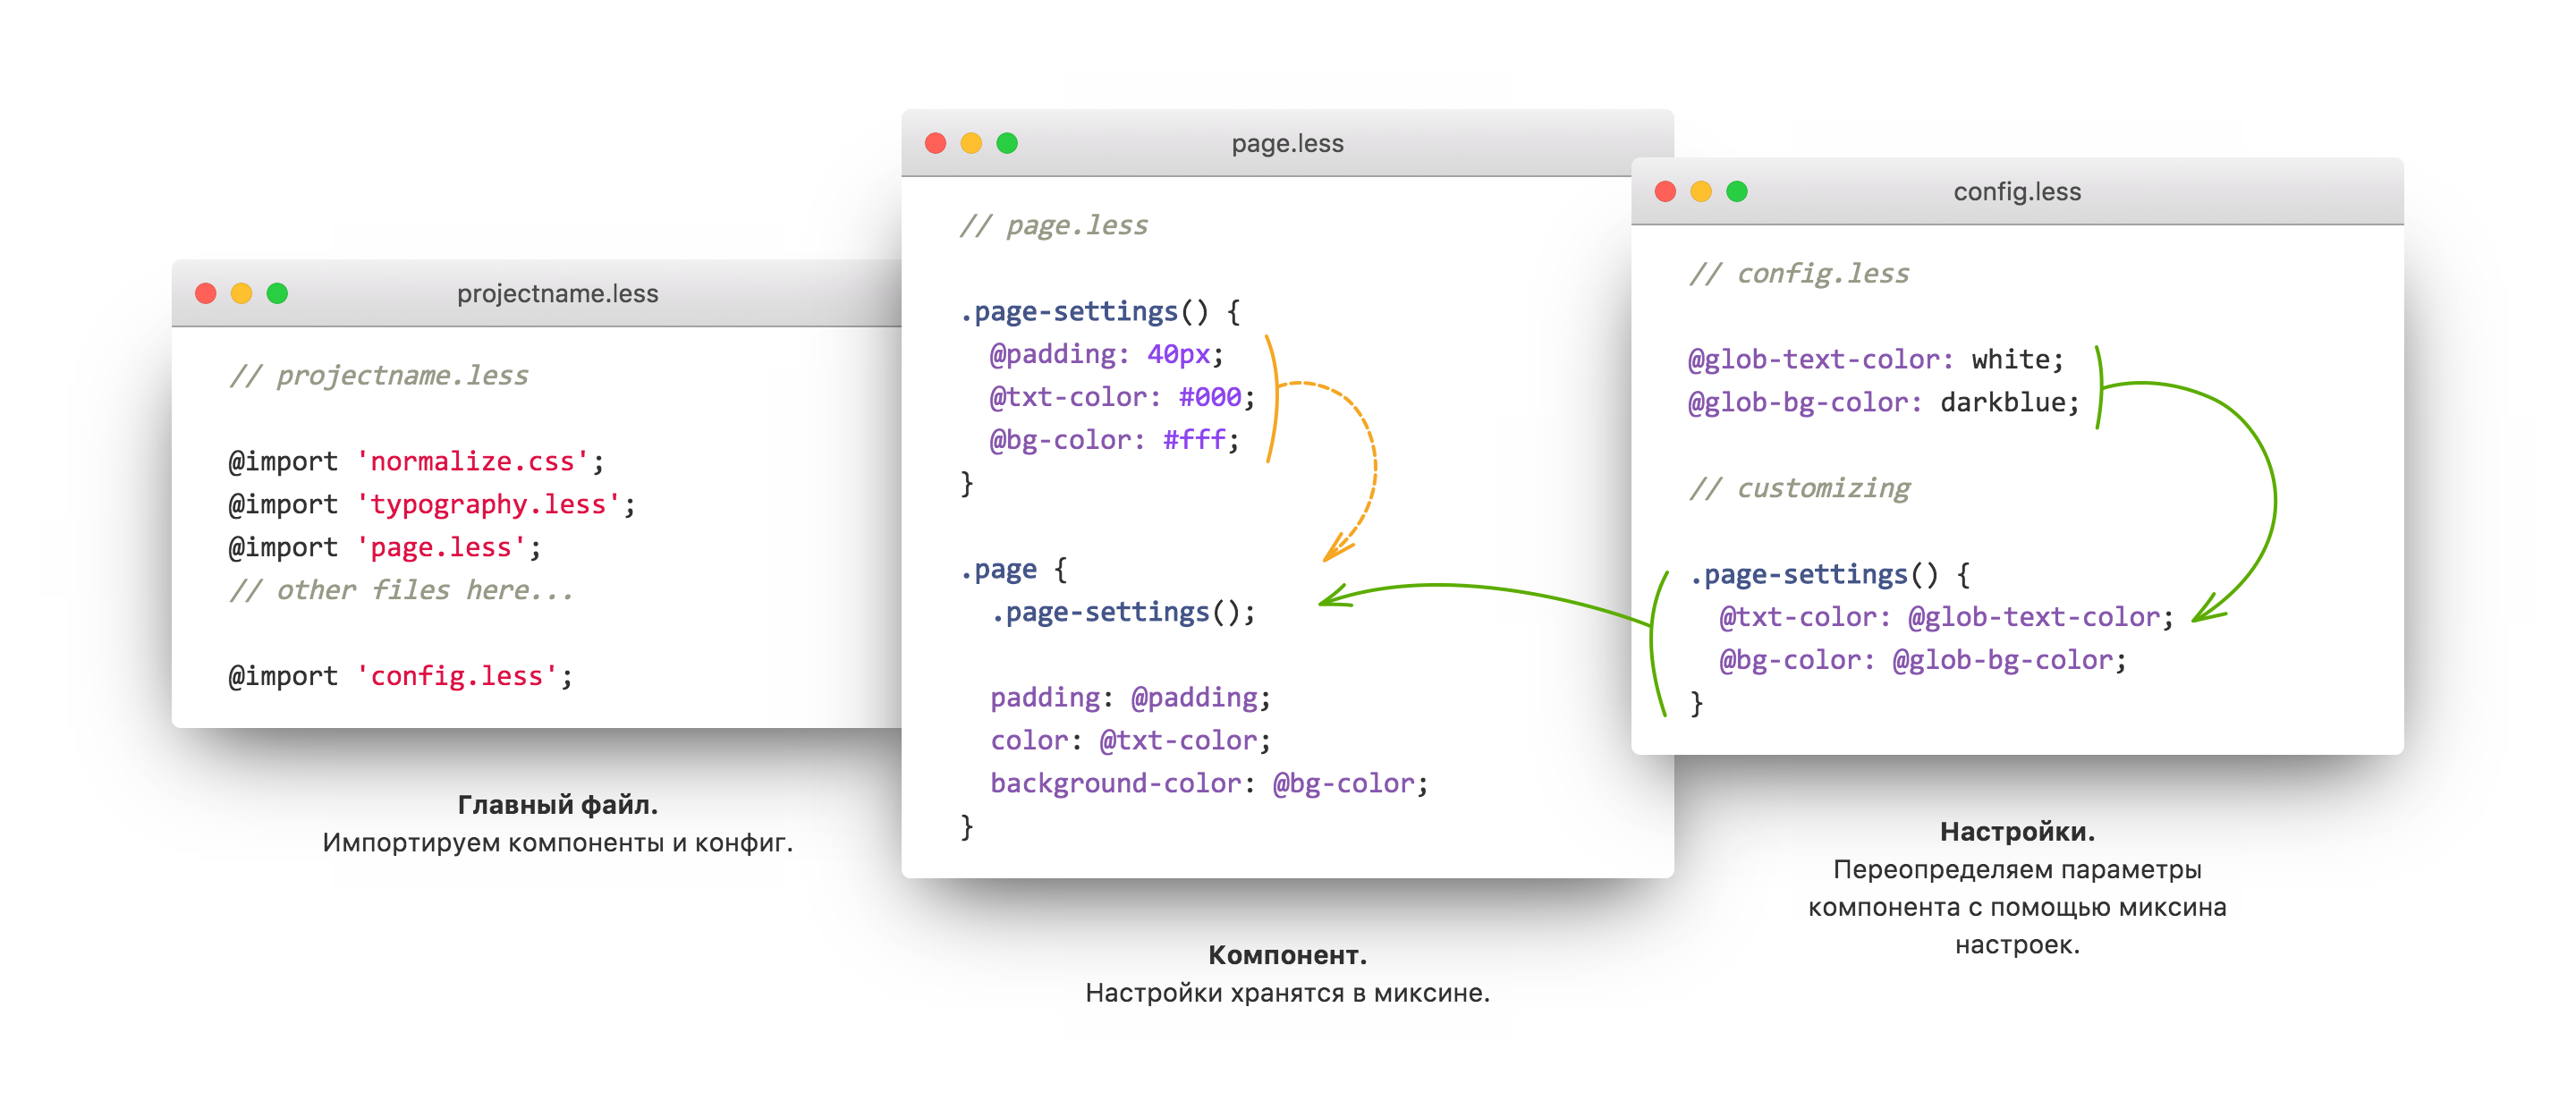 projectname.less
// projectname.less
@import 'normalize.css';
@import 'typography.less';
@import 'page.less';
// other files here...
@import 'config.less';
Главный файл.
Импортируем компоненты и конфиг.
page.less
// page.less
.page-settings() {
@padding: 40px;
@txt-color: #000;
@bg-color: #fff;
}
.page {
.page-settings();
padding: @padding;
color: @txt-color;
background-color: @bg-color;
}
Компонент.
Настройки хранятся в миксине.
config.less
// config.less
@glob-text-color: white;
@glob-bg-color: darkblue;
// customizing
.page-settings() {
@txt-color: @glob-text-color;
@bg-color: @glob-bg-color;
}
Настройки.
Переопределяем параметры
компонента с помощью миксина
настроек.